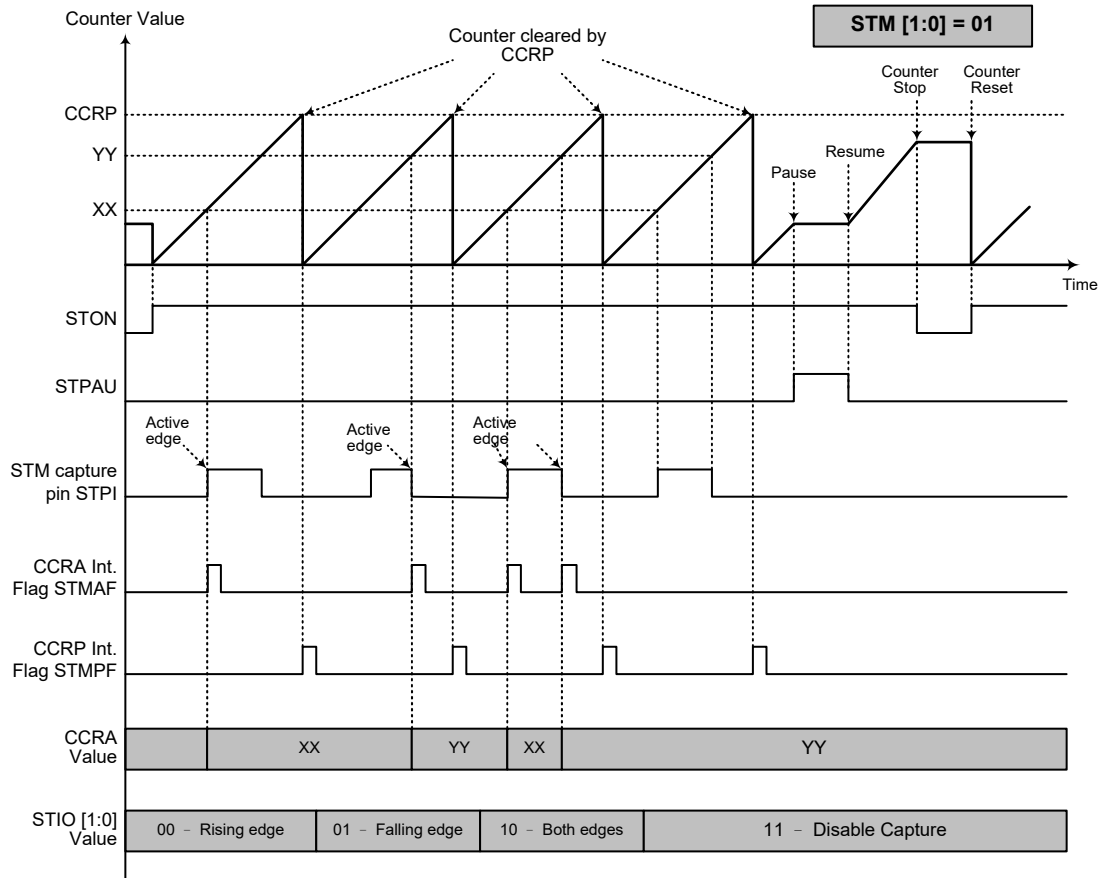 Counter Value
STM [1:0] = 01
Counter cleared by
CCRP
Counter
Stop
Counter
Reset
CCRP
YY
XX
Pause
Resume
Time
STON
STPAU
Active
edge
Active
edge
Active
edge
STM capture
pin STPI
CCRA Int.
Flag STMAF
CCRP Int.
Flag STMPF
CCRA
Value
XX
YY
XX
YY
STIO [1:0]
Value
00 – Rising edge
01 – Falling edge
10 – Both edges
11 – Disable Capture